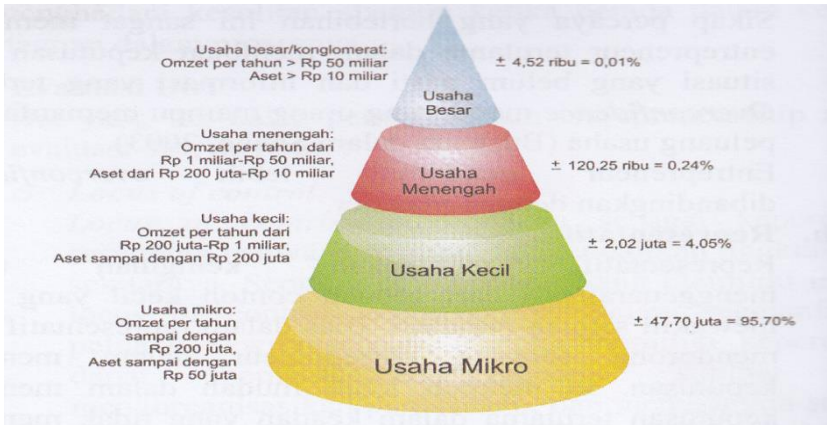 Usaha besar/konglomerat:
Omzet per tahun > Rp 50 miliar
Aset > Rp 10 miliar
Usaha
Besar
± 4,52 ribu = 0,01%
Usaha menengah:
Omzet per tahun dari
Rp 1 miliar-Rp 50 miliar,
Aset dari Rp 200 juta-Rp 10 miliar
Usaha
Menengah
± 120,25 ribu = 0,24%
Usaha kecil:
Omzet per tahun dari
Rp 200 juta-Rp 1 miliar,
Aset sampai dengan Rp 200 juta
Usaha Kecil
± 2,02 juta = 4,05%
Usaha mikro:
Omzet per tahun
sampai dengan
Rp 200 juta,
Aset sampai dengan
Rp 50 juta
Usaha Mikro
± 47,70 juta = 95,70%